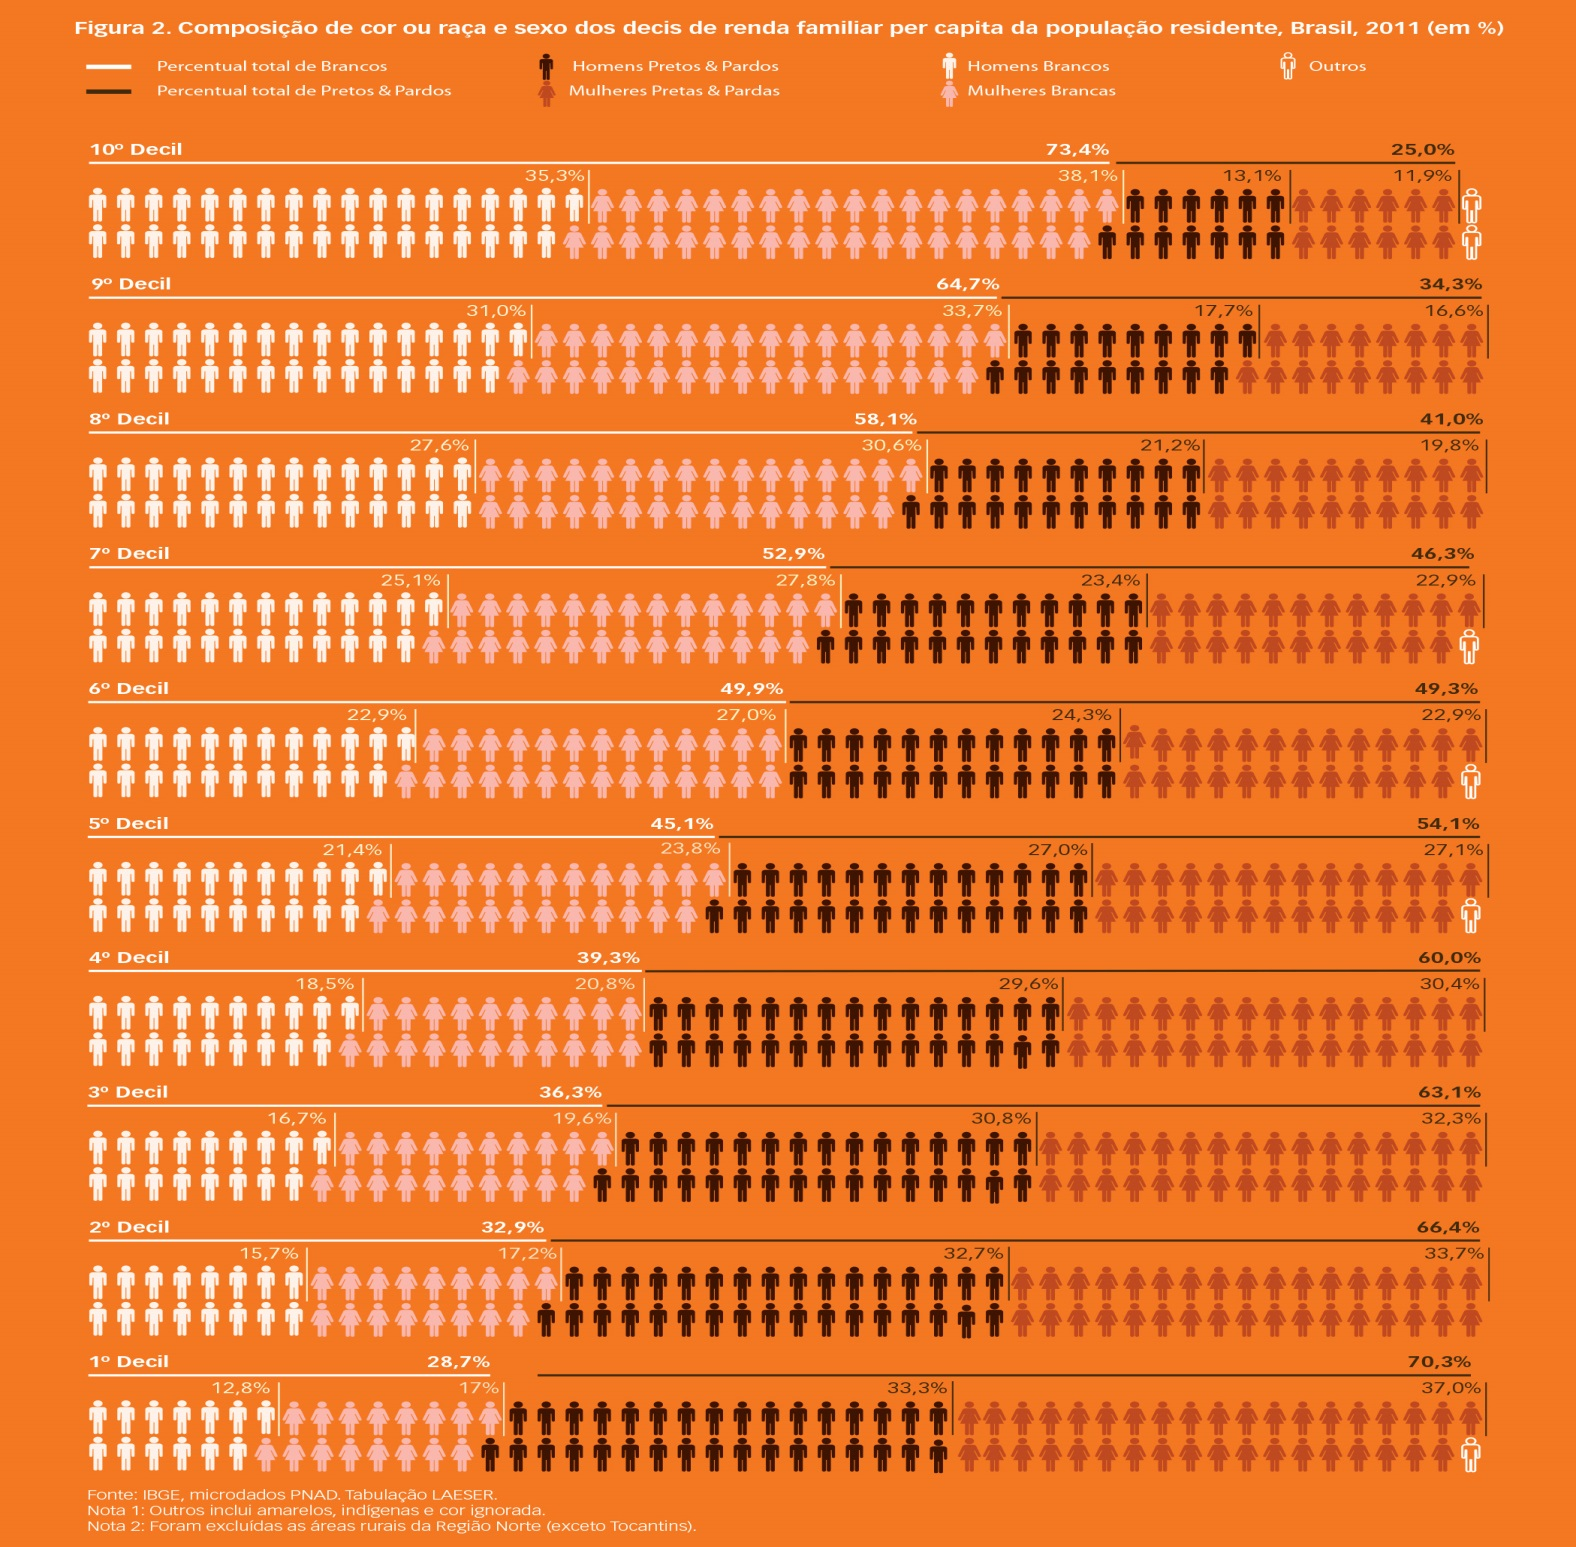 Figura 2. Composição de cor ou raça e sexo dos decis de renda familiar per capita da população residente, Brasil, 2011 (em %)
Percentual total de Brancos Homens Pretos & Pardos Homens Brancos Outros
Percentual total de Pretos & Pardos Mulheres Pretas & Pardas Mulheres Brancas
10º Decil 73,4% 25,0%
35,3% 38,1% 13,1% 11,9%
9º Decil 64,7% 34,3%
31,0% 33,7% 17,7% 16,6%
8º Decil 58,1% 41,0%
27,6% 30,6% 21,2% 19,8%
7º Decil 52,9% 46,3%
25,1% 27,8% 23,4% 22,9%
6º Decil 49,9% 49,3%
22,9% 27,0% 24,3% 22,9%
5º Decil 45,1% 54,1%
21,4% 23,8% 27,0% 27,1%
4º Decil 39,3% 60,0%
18,5% 20,8% 29,6% 30,4%
3º Decil 36,3% 63,1%
16,7% 19,6% 30,8% 32,3%
2º Decil 32,9% 66,4%
15,7% 17,2% 32,7% 33,7%
1º Decil 28,7% 70,3%
12,8% 17% 33,3% 37,0%
Fonte: IBGE, microdados PNAD. Tabulação LAESER.
Nota 1: Outros inclui amarelos, indígenas e cor ignorada.
Nota 2: Foram excluídas as áreas rurais da Região Norte (exceto Tocantins).